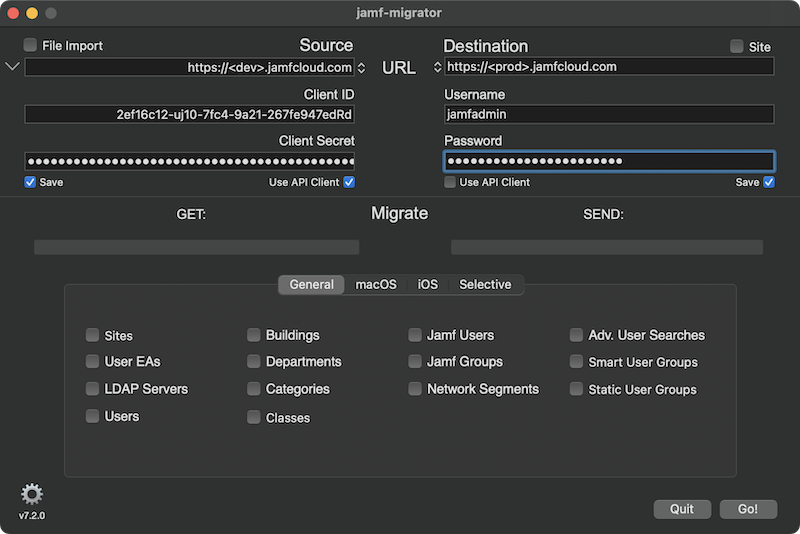 jamf-migrator
File Import
Source
Destination
Site
https://<dev>.jamfcloud.com
URL
https://<prod>.jamfcloud.com
Client ID
Username
2ef16c12-uj10-7fc4-9a21-267fe947edRd
jamfadmin
Client Secret
Password
Save
Use API Client
Use API Client
Save
GET:
Migrate
SEND:
General
macOS
iOS
Selective
Sites
Buildings
Jamf Users
Adv. User Searches
User EAs
Departments
Jamf Groups
Smart User Groups
LDAP Servers
Categories
Network Segments
Static User Groups
Users
Classes
v7.2.0
Quit
Go!